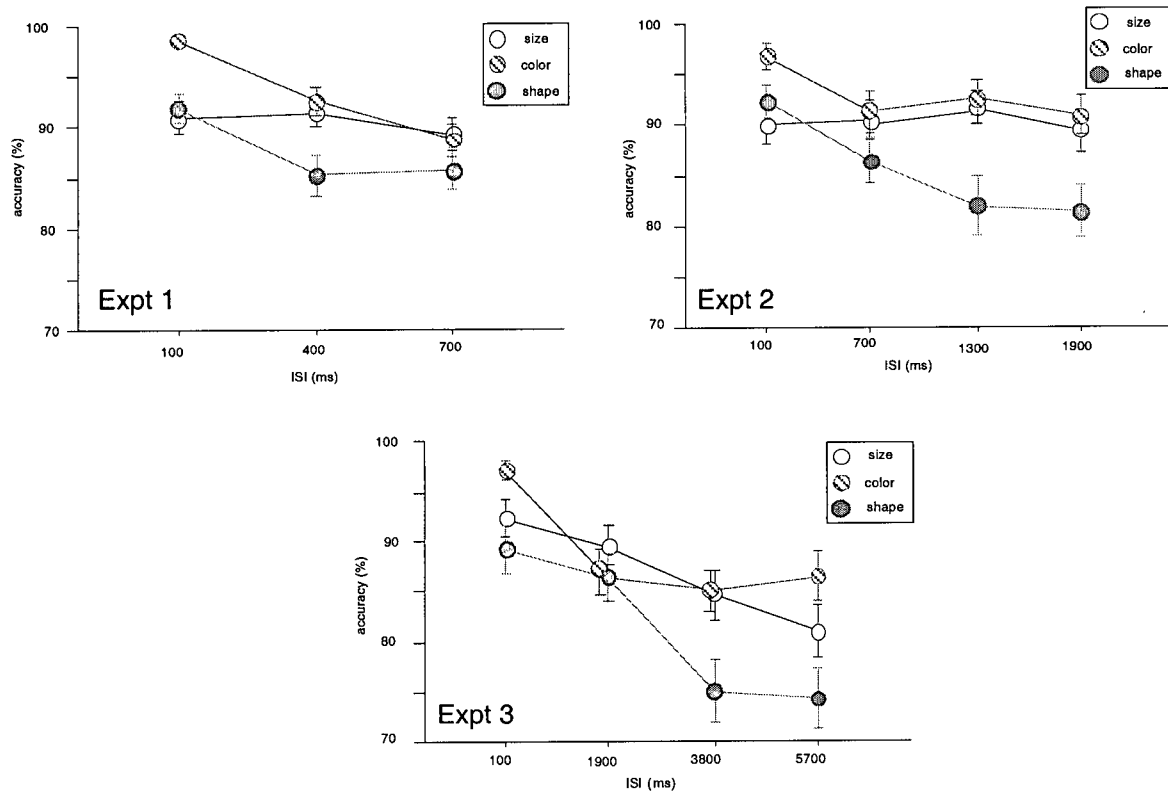 100
90
80
70
accuracy (%)
size
color
shape
Expt 1
100
400
700
ISI (ms)
100
90
80
70
accuracy (%)
size
color
shape
Expt 2
100
700
1300
1900
ISI (ms)
100
90
80
70
accuracy (%)
size
color
shape
Expt 3
100
1900
3800
5700
ISI (ms)